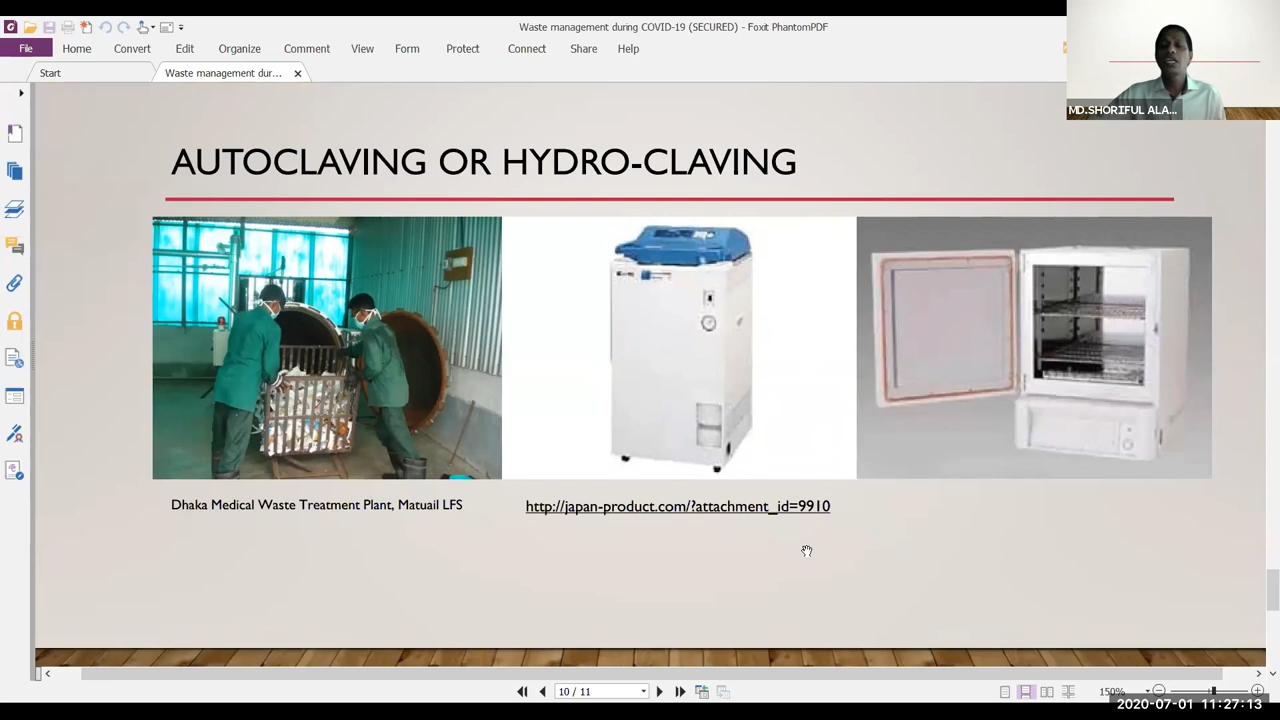 Waste management during COVID-19 (SECURED) - Foxit PhantomPDF
File Home Convert Edit Organize Comment View Form Protect Connect Share Help
Start
Waste management dur...
MD.SHORIFUL ALA...
AUTOCLAVING OR HYDRO-CLAVING
Dhaka Medical Waste Treatment Plant, Matuail LFS
http://japan-product.com/?attachment_id=9910
10 / 11
150%
2020-07-01 11:27:13